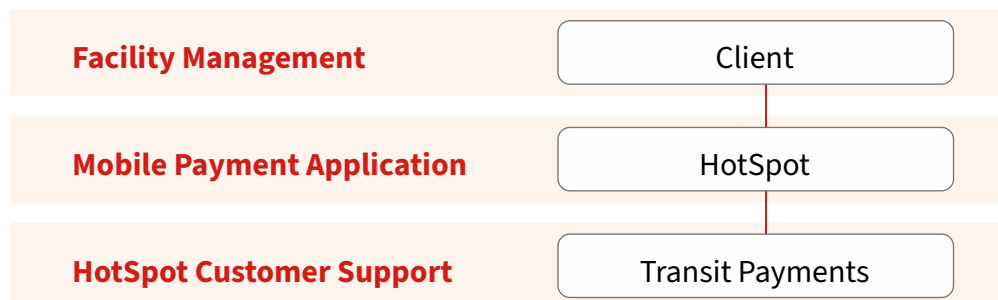 Facility Management
Client
Mobile Payment Application
HotSpot
HotSpot Customer Support
Transit Payments